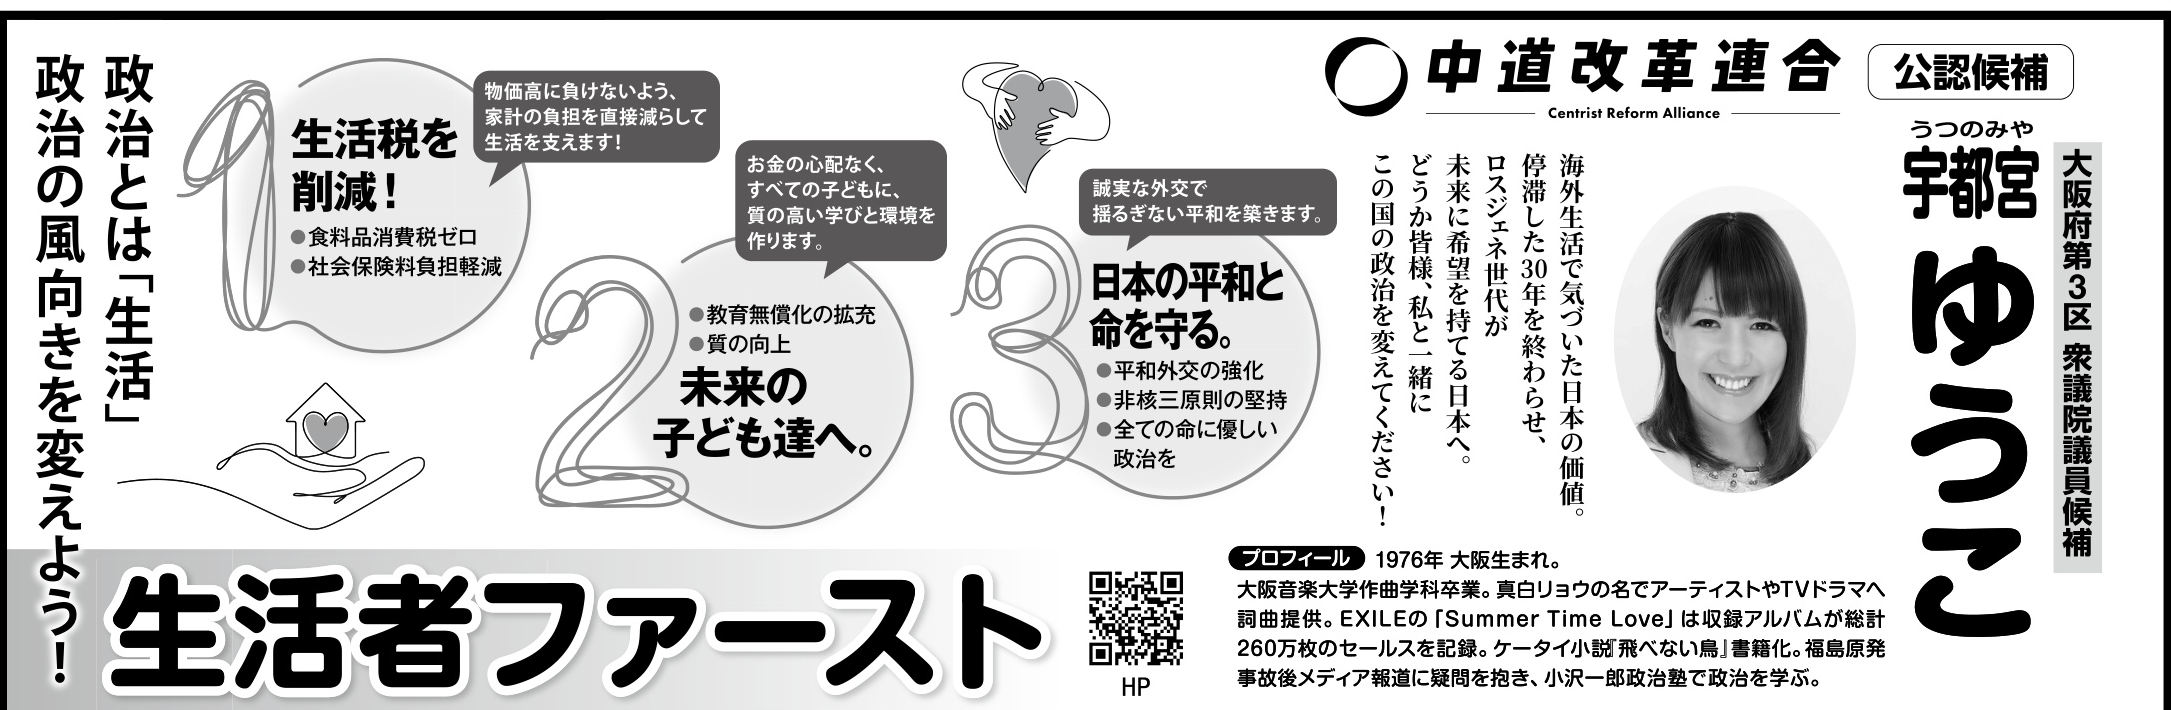 中道改革連合
Centrist Reform Alliance
公認候補
大阪府第3区 衆議院議員候補
うつのみや
宇都宮
ゆうこ
海外生活で気づいた日本の価値。
停滞した30年を終わらせ、
ロスジェネ世代が
未来に希望を持てる日本へ。
どうか皆様、私と一緒に
この国の政治を変えてください!
政治とは「生活」
政治の風向きを変えよう!
1
物価高に負けないよう、
家計の負担を直接減らして
生活を支えます!
生活税を
削減!
●食料品消費税ゼロ
●社会保険料負担軽減
2
お金の心配なく、
すべての子どもに、
質の高い学びと環境を
作ります。
●教育無償化の拡充
●質の向上
未来の
子ども達へ。
3
誠実な外交で
揺るぎない平和を築きます。
日本の平和と
命を守る。
●平和外交の強化
●非核三原則の堅持
●全ての命に優しい
政治を
生活者ファースト
HP
プロフィール 1976年 大阪生まれ。
大阪音楽大学作曲学科卒業。真白リョウの名でアーティストやTVドラマへ
詞曲提供。EXILEの「Summer Time Love」は収録アルバムが総計
260万枚のセールスを記録。ケータイ小説『飛べない鳥』書籍化。福島原発
事故後メディア報道に疑問を抱き、小沢一郎政治塾で政治を学ぶ。